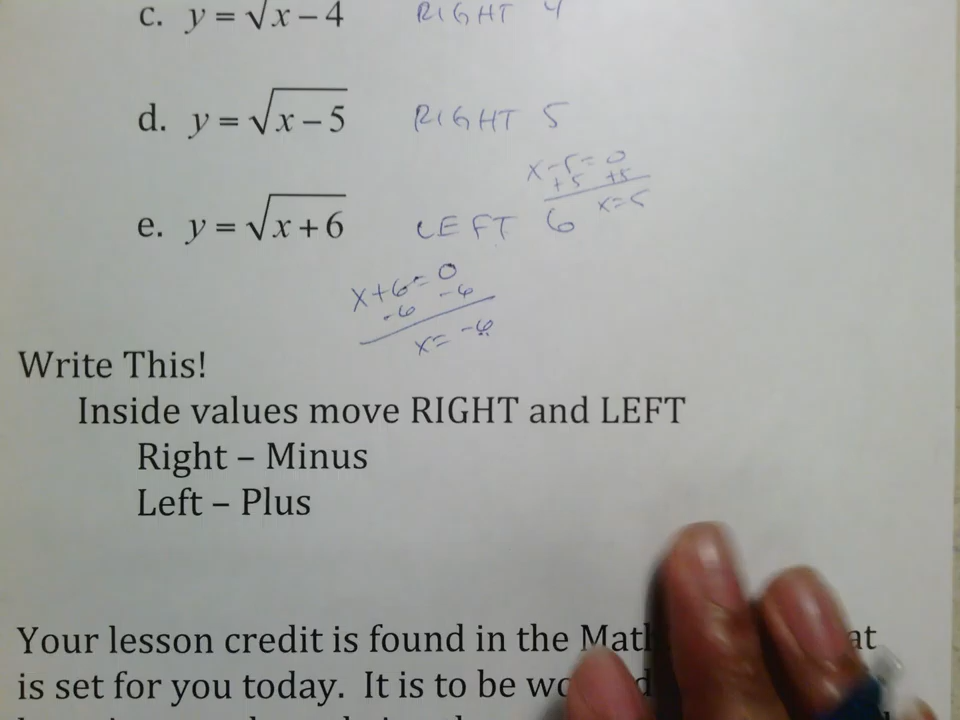 c. y = √x − 4 RIGHT 4
d. y = √x − 5 RIGHT 5
x-5=0
+5 +5
x=5
e. y = √x + 6 LEFT 6
x+6=0
-6 -6
x= -6
Write This!
Inside values move RIGHT and LEFT
Right – Minus
Left – Plus
Your lesson credit is found in the
is set for you today. It is to be